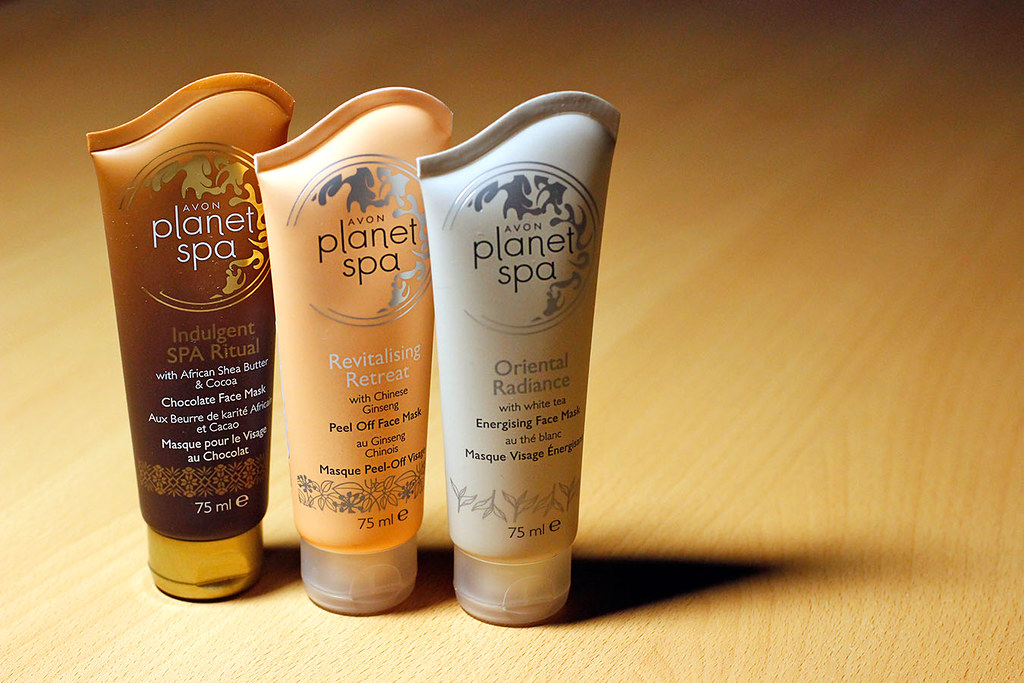 AVON
planet
spa
Indulgent
SPA Ritual
with African Shea Butter
& Cocoa
Chocolate Face Mask
Aux Beurre de karité
et Cacao
Masque pour le Visage
au Chocolat
75 ml e
AVON
planet
spa
Revitalising
Retreat
with Chinese
Ginseng
Peel Off Face Mask
au Ginseng
Chinois
Masque Peel-Off
75 ml e
AVON
planet
spa
Oriental
Radiance
with white tea
Energising Face Mask
au thé blanc
Masque Visage
75 ml e